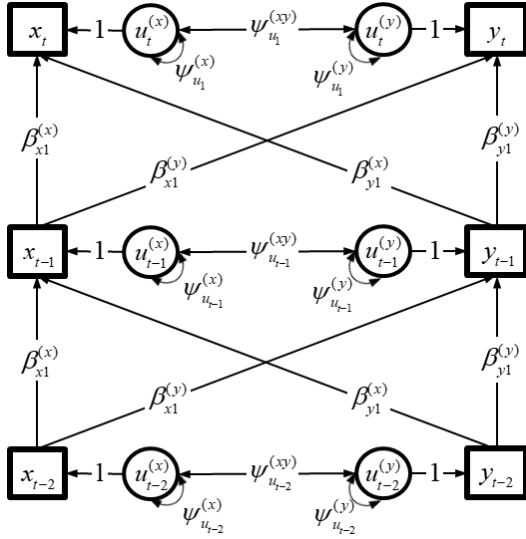 x_t 1 u_t^{(x)} ψ_{u_1}^{(xy)} u_t^{(y)} 1 y_t
ψ_{u_1}^{(x)} ψ_{u_1}^{(y)}
β_{x1}^{(x)} β_{x1}^{(y)} β_{y1}^{(x)} β_{y1}^{(y)}
x_{t-1} 1 u_{t-1}^{(x)} ψ_{u_{t-1}}^{(xy)} u_{t-1}^{(y)} 1 y_{t-1}
ψ_{u_{t-1}}^{(x)} ψ_{u_{t-1}}^{(y)}
β_{x1}^{(x)} β_{x1}^{(y)} β_{y1}^{(x)} β_{y1}^{(y)}
x_{t-2} 1 u_{t-2}^{(x)} ψ_{u_{t-2}}^{(xy)} u_{t-2}^{(y)} 1 y_{t-2}
ψ_{u_{t-2}}^{(x)} ψ_{u_{t-2}}^{(y)}